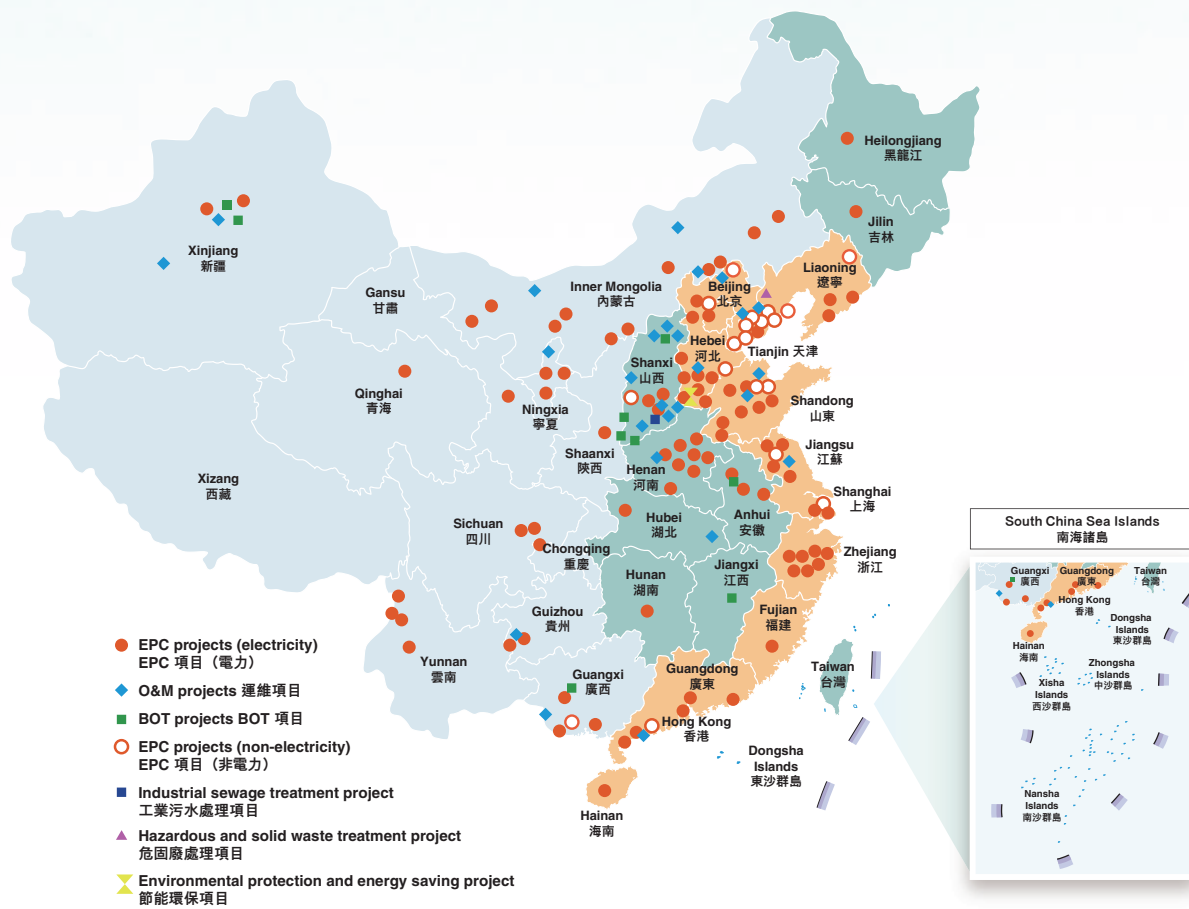 Heilongjiang
黑龍江
Jilin
吉林
Xinjiang
新疆
Liaoning
遼寧
Gansu
甘肅
Inner Mongolia
內蒙古
Beijing
北京
Hebei
河北
Tianjin 天津
Shanxi
山西
Qinghai
青海
Ningxia
寧夏
Shandong
山東
Shaanxi
陝西
Henan
河南
Jiangsu
江蘇
Xizang
西藏
Shanghai
上海
Sichuan
四川
Hubei
湖北
Anhui
安徽
Chongqing
重慶
Zhejiang
浙江
Hunan
湖南
Jiangxi
江西
Guizhou
貴州
Fujian
福建
Yunnan
雲南
Guangxi
廣西
Guangdong
廣東
Taiwan
台灣
Hong Kong
香港
Dongsha
Islands
東沙群島
Hainan
海南
EPC projects (electricity)
EPC 項目（電力）
O&M projects 運維項目
BOT projects BOT 項目
EPC projects (non-electricity)
EPC 項目（非電力）
Industrial sewage treatment project
工業污水處理項目
Hazardous and solid waste treatment project
危固廢處理項目
Environmental protection and energy saving project
節能環保項目
South China Sea Islands
南海諸島
Guangxi
廣西
Guangdong
廣東
Taiwan
台灣
Hong Kong
香港
Dongsha
Islands
東沙群島
Hainan
海南
Zhongsha
Islands
中沙群島
Xisha
Islands
西沙群島
Nansha
Islands
南沙群島